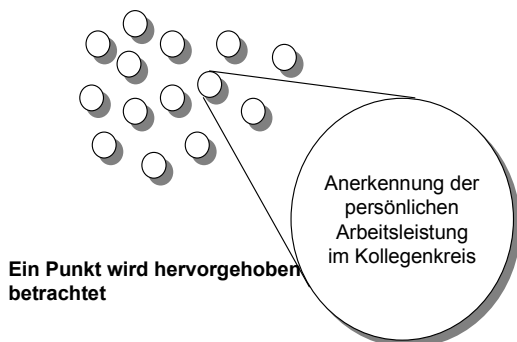 Anerkennung der
persönlichen
Arbeitsleistung
im Kollegenkreis
Ein Punkt wird hervorgehoben
betrachtet